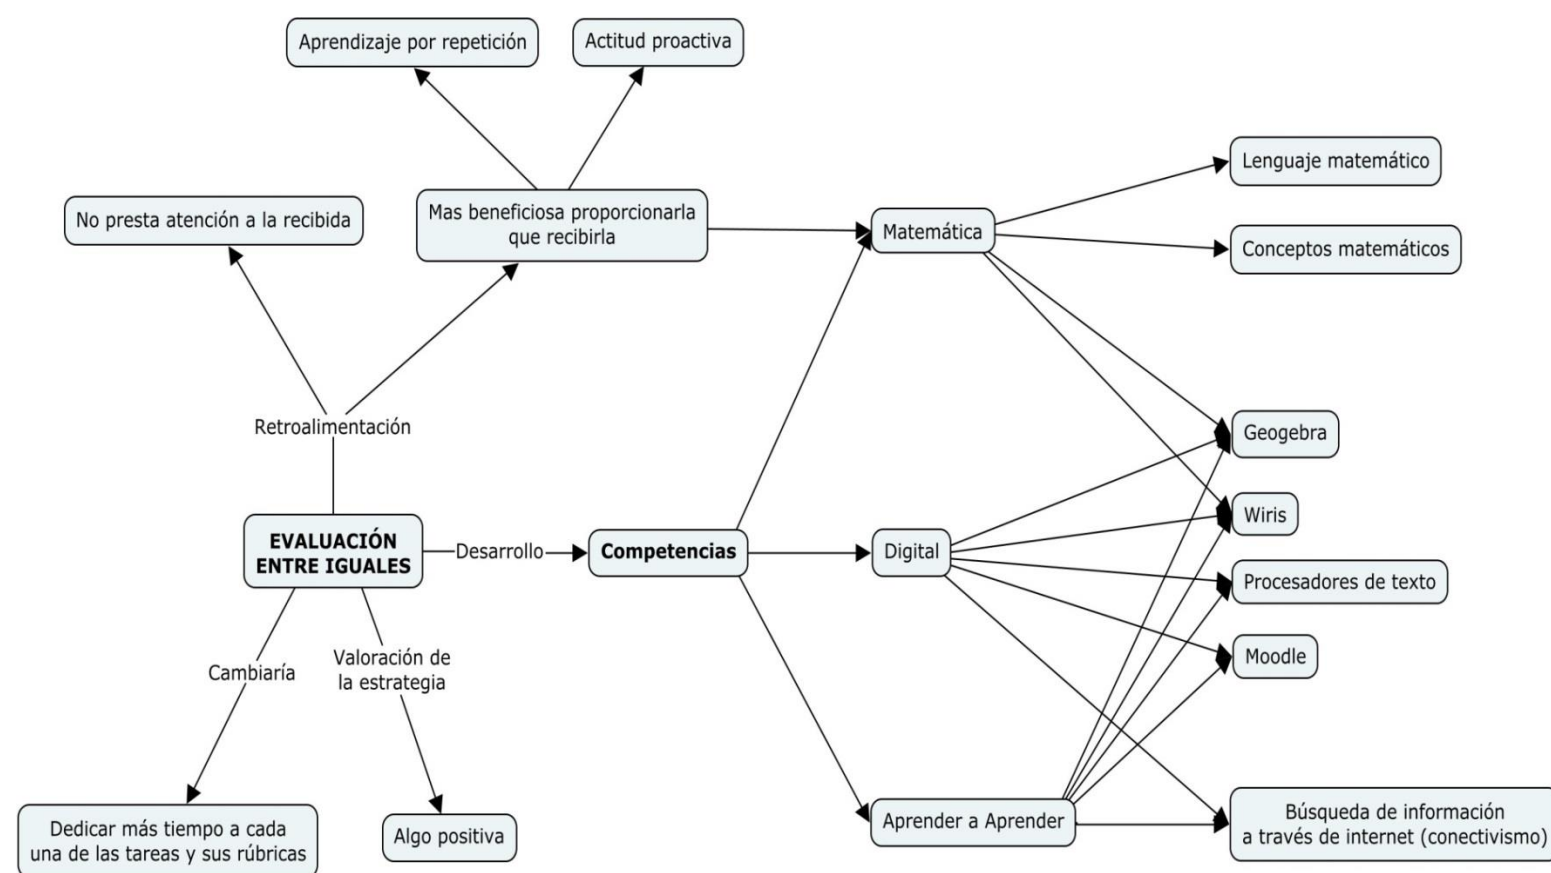 Aprendizaje por repetición
Actitud proactiva
Lenguaje matemático
No presta atención a la recibida
Mas beneficiosa proporcionarla
que recibirla
Matemática
Conceptos matemáticos
Retroalimentación
Geogebra
Wiris
EVALUACIÓN
ENTRE IGUALES
Desarrollo
Competencias
Digital
Procesadores de texto
Moodle
Cambiaría
Valoración de
la estrategia
Dedicar más tiempo a cada
una de las tareas y sus rúbricas
Algo positiva
Aprender a Aprender
Búsqueda de información
a través de internet (conectivismo)